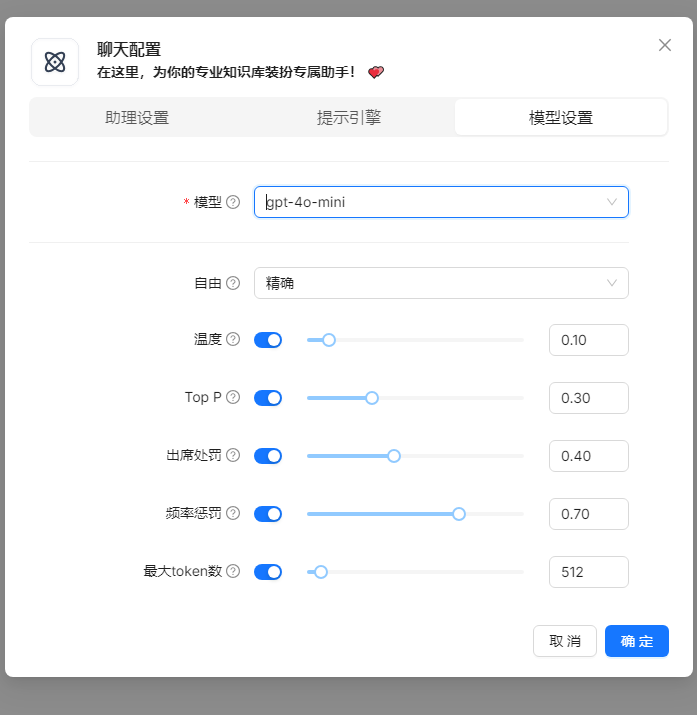 聊天配置
在这里，为你的专业知识库装扮专属助手！ 💕
助理设置 提示引擎 模型设置
* 模型 gpt-4o-mini
自由 精确
温度 0.10
Top P 0.30
出席处罚 0.40
频率惩罚 0.70
最大token数 512
取 消 确 定